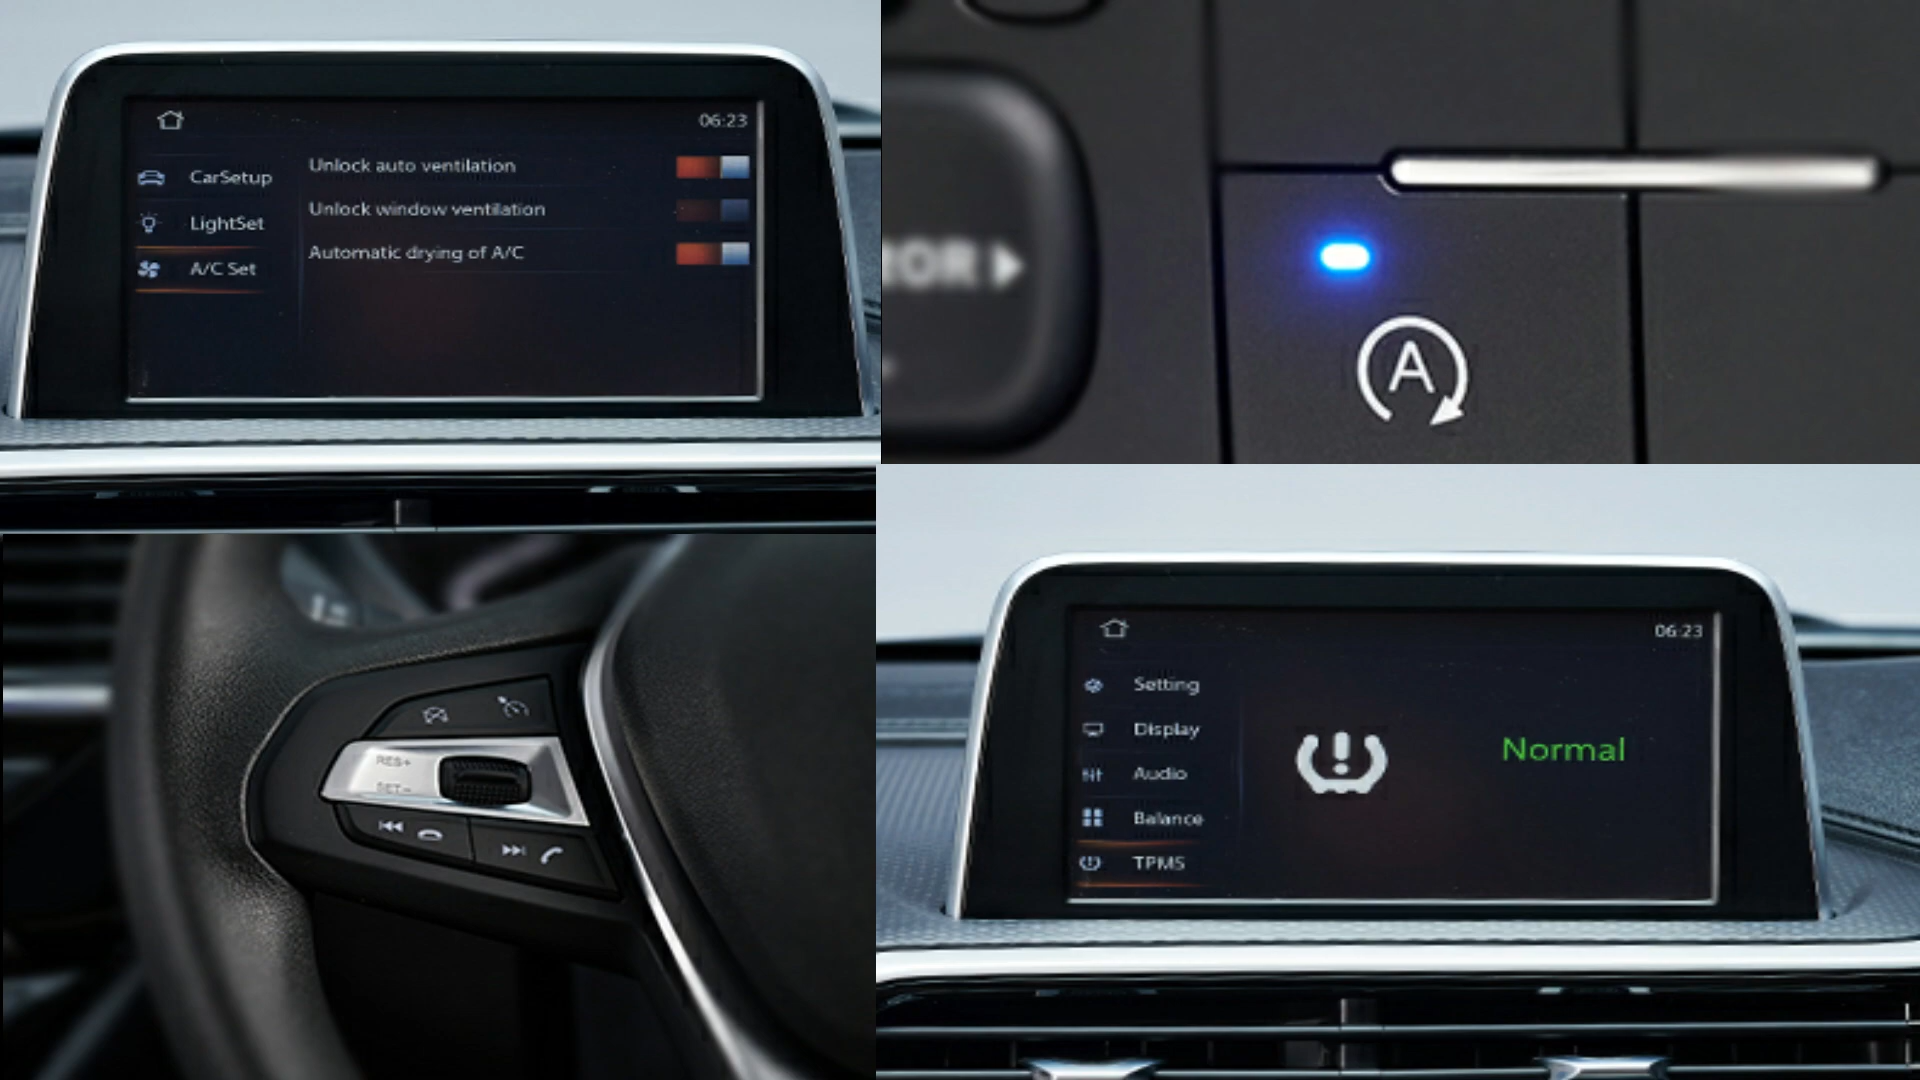 06:23
CarSetup
LightSet
A/C Set
Unlock auto ventilation
Unlock window ventilation
Automatic drying of A/C
A
RES+
SET-
06:23
Setting
Display
Audio
Balance
TPMS
Normal